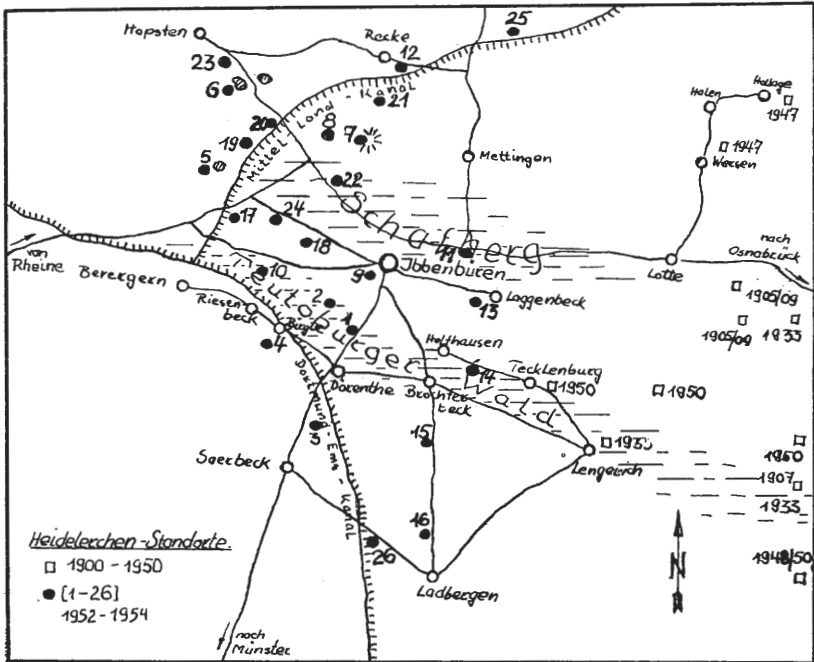 25
Hopsten
Recke
12
23
6
21
Mittel-Land-Kanal
Halen
Hollage
1947
20
8
7
19
5
Mettingen
1947
Wersen
22
Schafberg
17
24
18
11
von
Rheine
Bevergern
10
9
Ibbenbüren
Lotte
nach
Osnabrück
Riesenbeck
2
1
13
Laggenbeck
1905/09
1905/09
1933
Teutoburger Wald
4
Holthausen
14
Tecklenburg
1950
1950
Dörenthe
Brochterbeck
Dortmund-Ems-Kanal
15
Saerbeck
Lengerich
1907
1933
16
26
1948/50
N
Ladbergen
Heidelerchen-Standorte.
1900 - 1950
[1-26]
1952 - 1954
nach
Münster